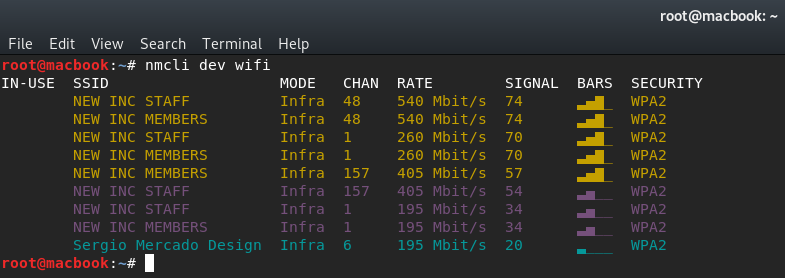 root@macbook: ~
File Edit View Search Terminal Help
root@macbook:~# nmcli dev wifi
IN-USE SSID MODE CHAN RATE SIGNAL BARS SECURITY
NEW INC STAFF Infra 48 540 Mbit/s 74 ▂▄▆_ WPA2
NEW INC MEMBERS Infra 48 540 Mbit/s 74 ▂▄▆_ WPA2
NEW INC STAFF Infra 1 260 Mbit/s 70 ▂▄▆_ WPA2
NEW INC MEMBERS Infra 1 260 Mbit/s 70 ▂▄▆_ WPA2
NEW INC MEMBERS Infra 157 405 Mbit/s 57 ▂▄▆_ WPA2
NEW INC STAFF Infra 157 405 Mbit/s 54 ▂▄__ WPA2
NEW INC STAFF Infra 1 195 Mbit/s 34 ▂▄__ WPA2
NEW INC MEMBERS Infra 1 195 Mbit/s 34 ▂▄__ WPA2
Sergio Mercado Design Infra 6 195 Mbit/s 20 ▂___ WPA2
root@macbook:~#